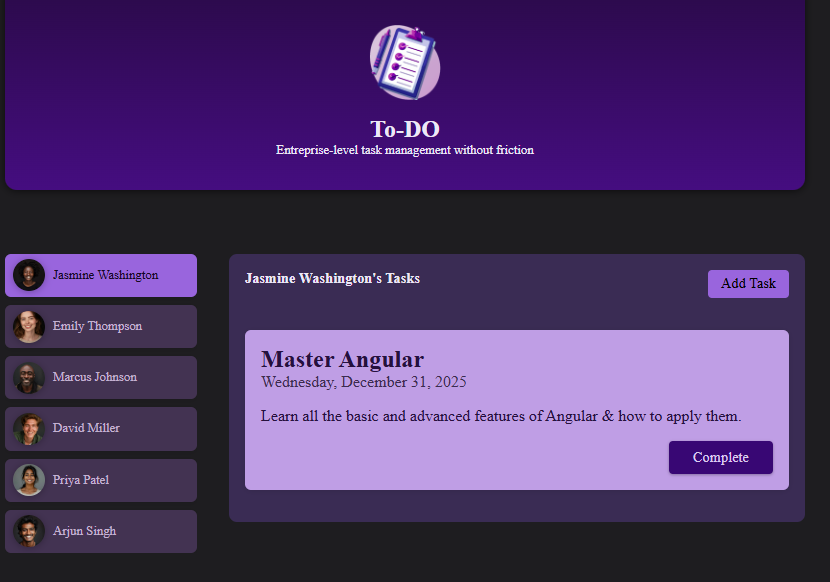 To-DO
Entreprise-level task management without friction
Jasmine Washington
Emily Thompson
Marcus Johnson
David Miller
Priya Patel
Arjun Singh
Jasmine Washington's Tasks
Add Task
Master Angular
Wednesday, December 31, 2025
Learn all the basic and advanced features of Angular & how to apply them.
Complete